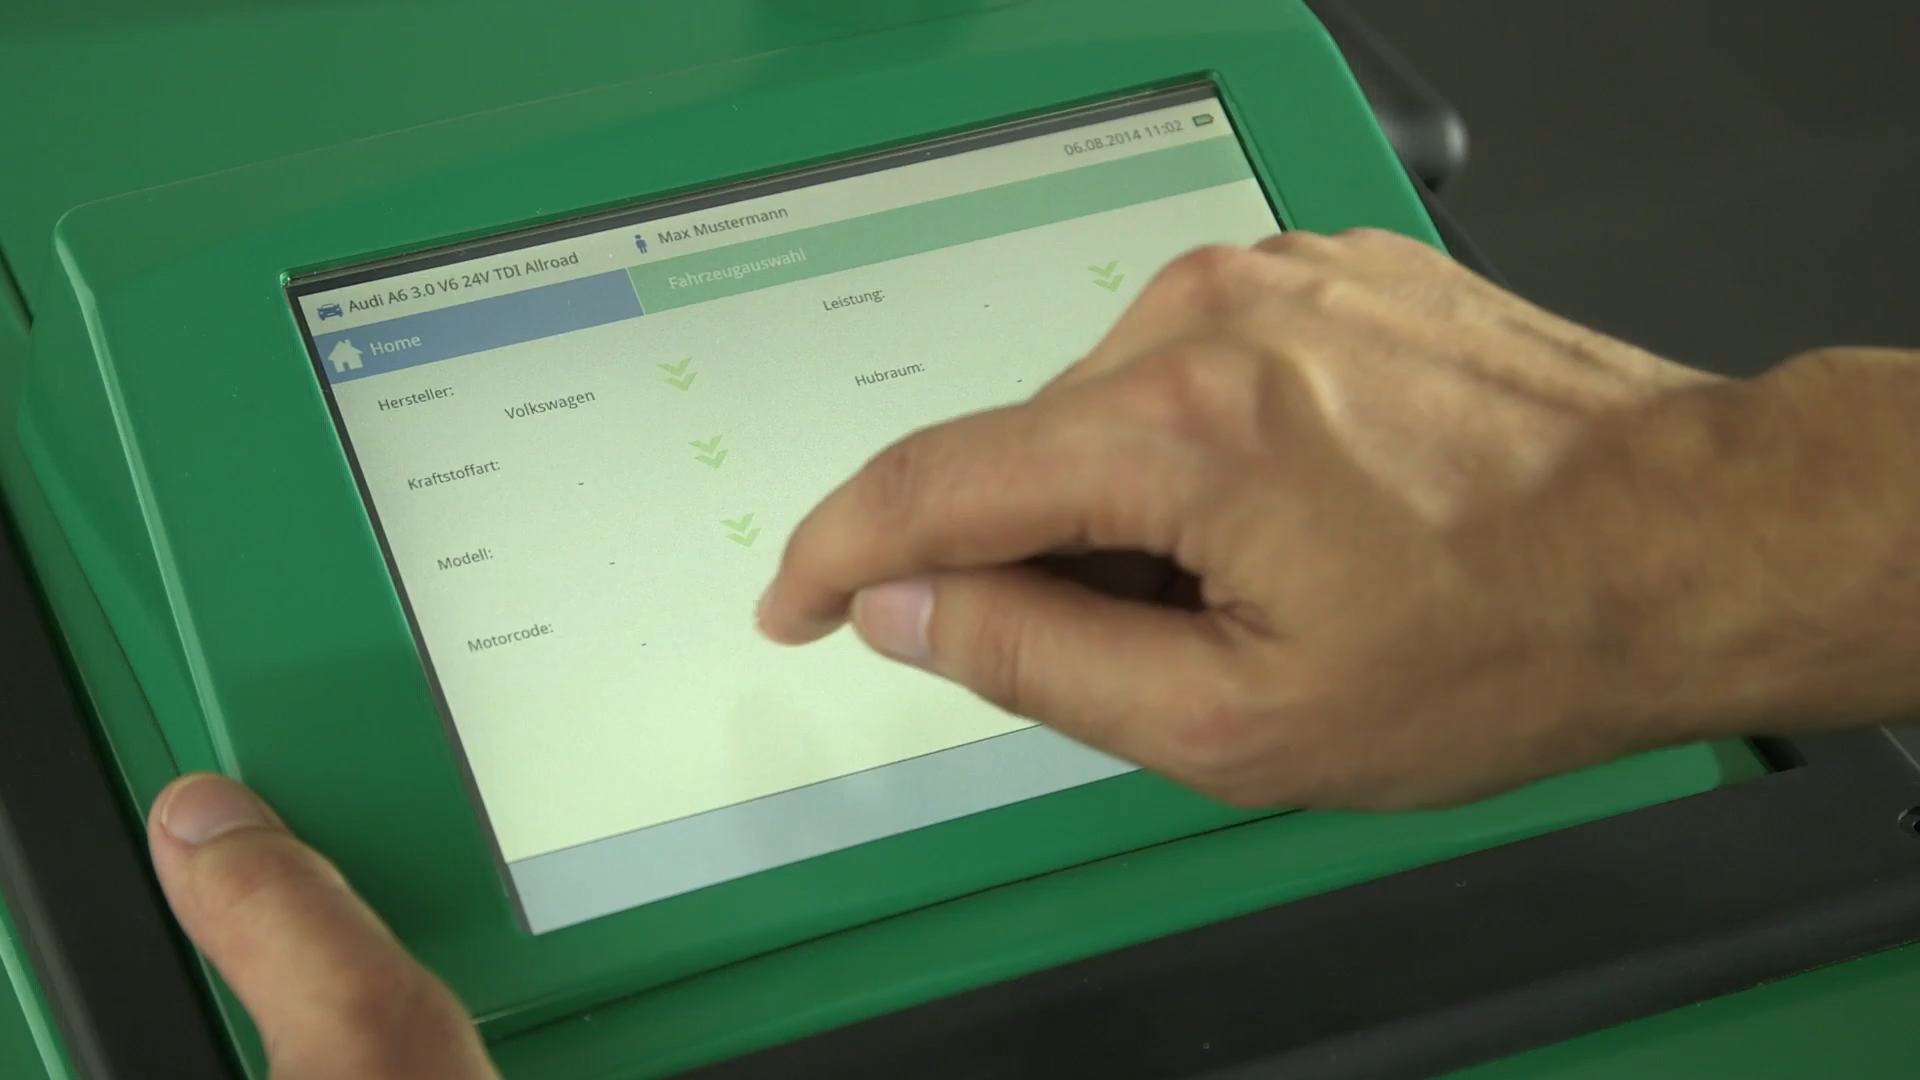 06.08.2014 11:02
Audi A6 3.0 V6 24V TDI Allroad
Max Mustermann
Home
Fahrzeugauswahl
Hersteller:
Volkswagen
Leistung:
-
Kraftstoffart:
-
Hubraum:
-
Modell:
-
Motorcode:
-